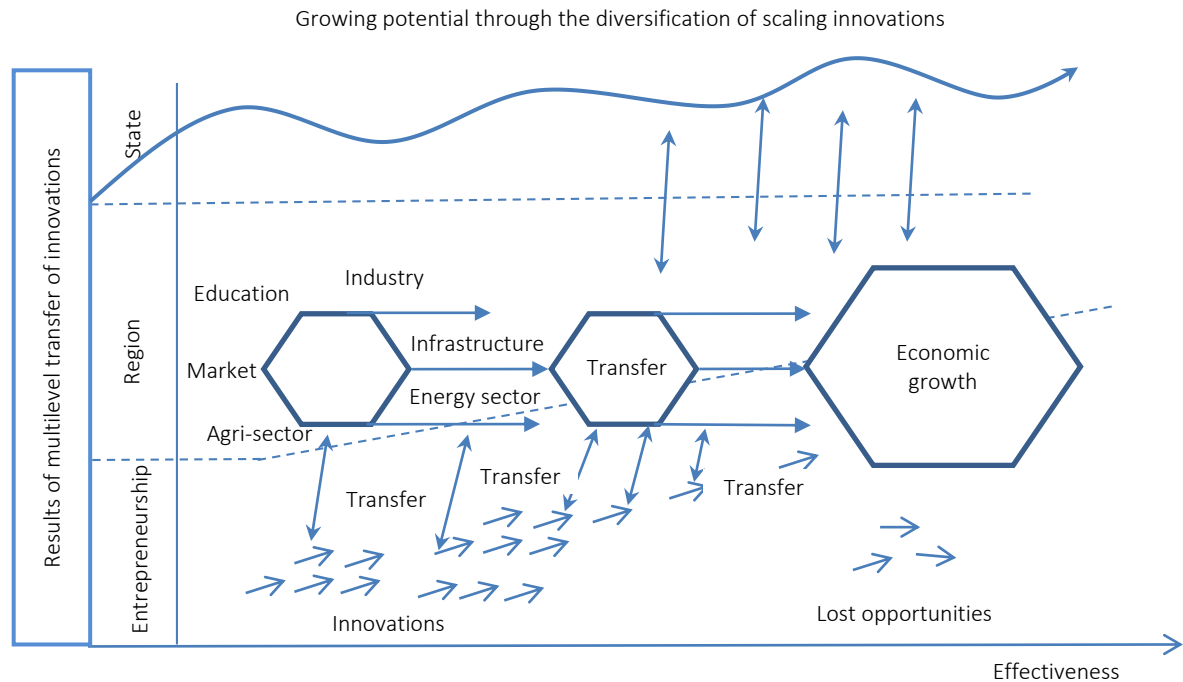 Growing potential through the diversification of scaling innovations
Results of multilevel transfer of innovations
State
Region
Entrepreneurship
Industry
Education
Infrastructure
Market
Energy sector
Agri-sector
Transfer
Economic
growth
Transfer
Transfer
Transfer
Innovations
Lost opportunities
Effectiveness